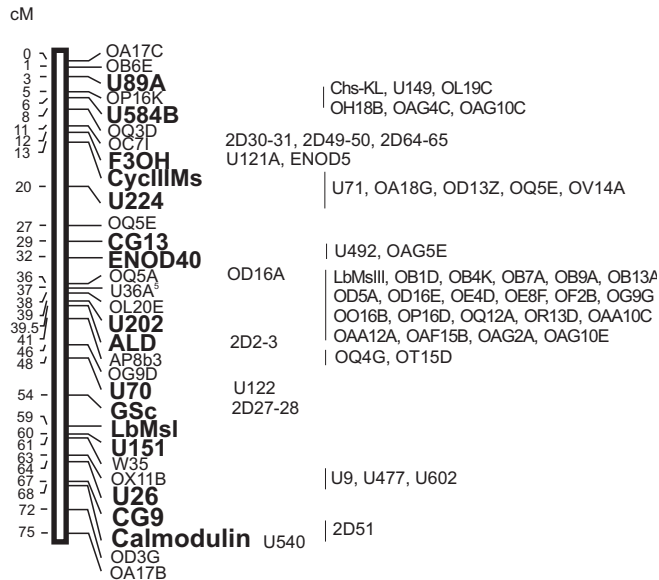 cM
0
1
3
5
6
8
11
12
13
20
27
29
32
36
37
38
39
39.5
41
46
48
54
59
60
61
63
64
67
68
72
75
OA17C
OB6E
U89A
OP16K
U584B
OQ3D
OC7I
F3OH
CycIIIMs
U224
OQ5E
CG13
ENOD40
OQ5A
U36A5
OL20E
U202
ALD
AP8b3
OG9D
U70
GSc
LbMsI
U151
W35
OX11B
U26
CG9
Calmodulin
OD3G
OA17B
2D30-31, 2D49-50, 2D64-65
U121A, ENOD5
OD16A
2D2-3
U122
2D27-28
U540
Chs-KL, U149, OL19C
OH18B, OAG4C, OAG10C
U71, OA18G, OD13Z, OQ5E, OV14A
U492, OAG5E
LbMsIII, OB1D, OB4K, OB7A, OB9A, OB13A
OD5A, OD16E, OE4D, OE8F, OF2B, OG9G
OO16B, OP16D, OQ12A, OR13D, OAA10C
OAA12A, OAF15B, OAG2A, OAG10E
OQ4G, OT15D
U9, U477, U602
2D51